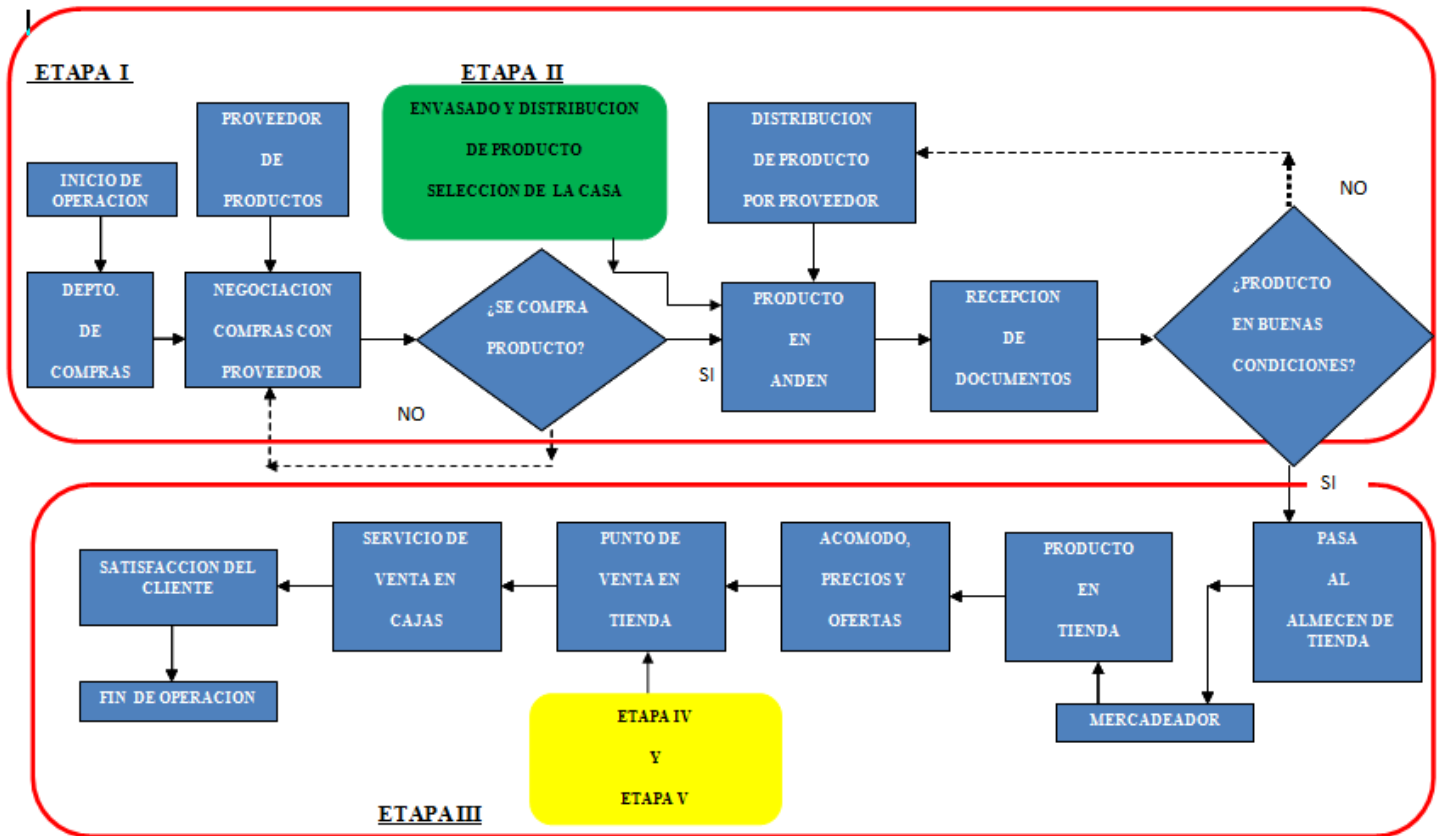 ETAPA I
ETAPA II
INICIO DE
OPERACION
PROVEEDOR
DE
PRODUCTOS
ENVASADO Y DISTRIBUCION
DE PRODUCTO
SELECCION DE LA CASA
DISTRIBUCION
DE PRODUCTO
POR PROVEEDOR
NO
DEPTO.
DE
COMPRAS
NEGOCIACION
COMPRAS CON
PROVEEDOR
¿SE COMPRA
PRODUCTO?
SI
NO
PRODUCTO
EN
ANDEN
RECEPCION
DE
DOCUMENTOS
¿PRODUCTO
EN BUENAS
CONDICIONES?
SI
SATISFACCION DEL
CLIENTE
SERVICIO DE
VENTA EN
CAJAS
PUNTO DE
VENTA EN
TIENDA
ACOMODO,
PRECIOS Y
OFERTAS
PRODUCTO
EN
TIENDA
PASA
AL
ALMECEN DE
TIENDA
FIN DE OPERACION
MERCADEADOR
ETAPA IV
Y
ETAPA V
ETAPA III